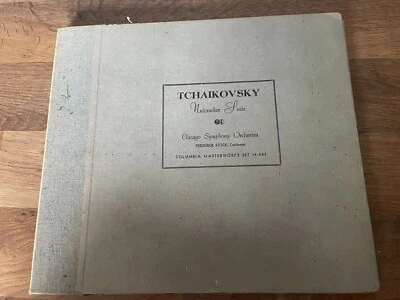 TCHAIKOVSKY
Nutcracker Suite
Chicago Symphony Orchestra
FREDERICK STOCK, Conductor
COLUMBIA MASTERWORKS SET